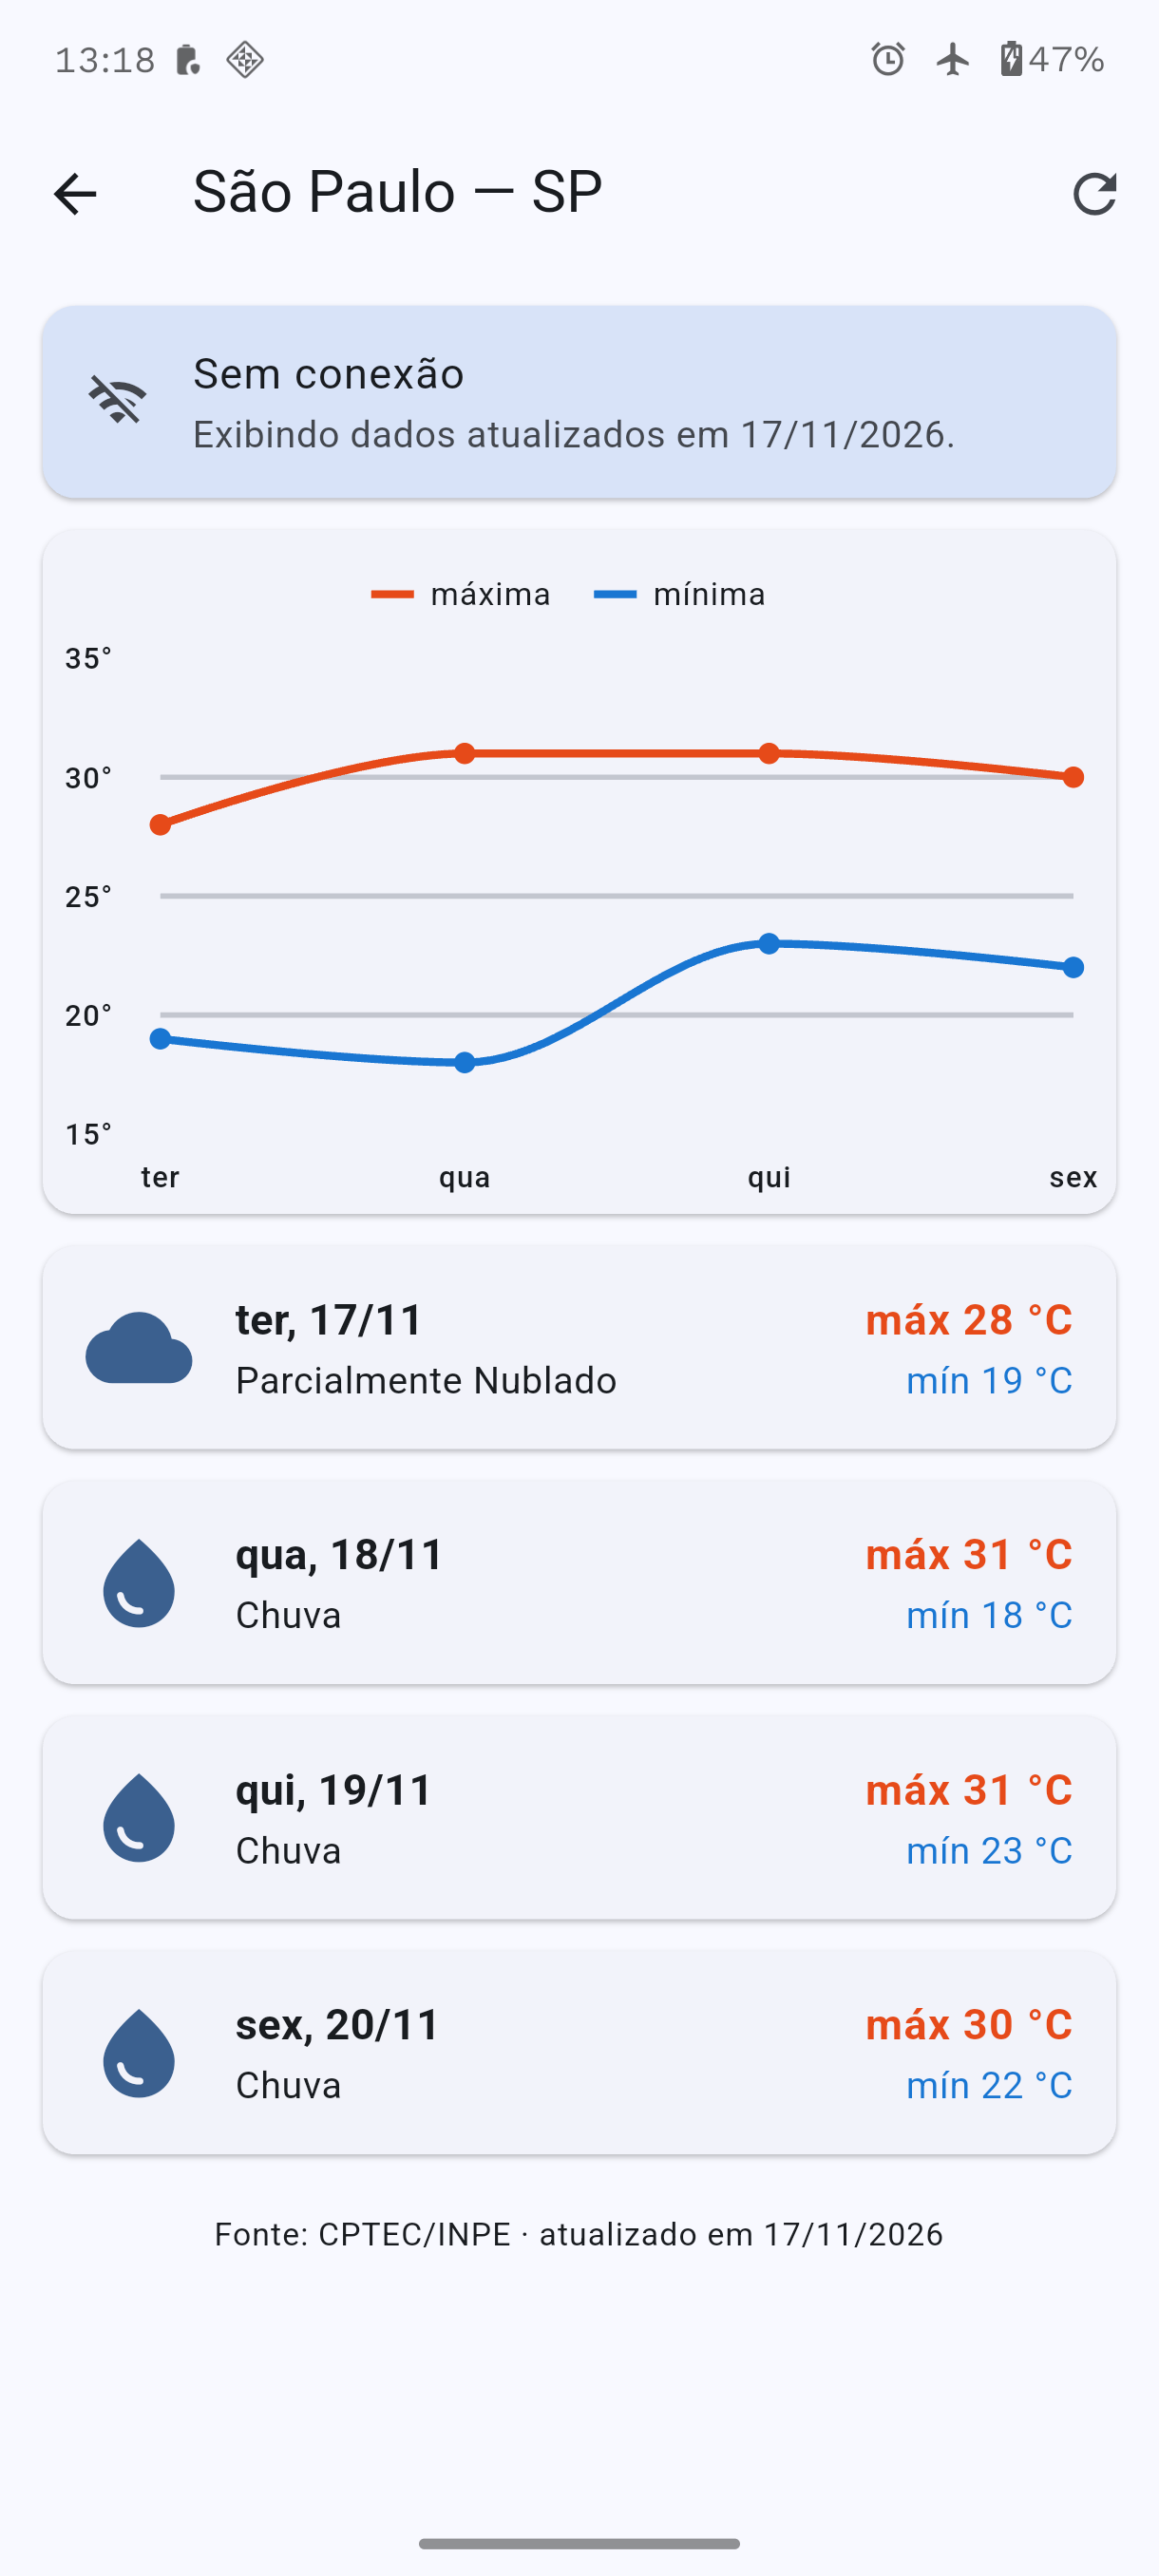 13:18 47%
São Paulo — SP
Sem conexão
Exibindo dados atualizados em 17/11/2026.
máxima mínima
35°
30°
25°
20°
15°
ter qua qui sex
ter, 17/11 máx 28 °C
Parcialmente Nublado mín 19 °C
qua, 18/11 máx 31 °C
Chuva mín 18 °C
qui, 19/11 máx 31 °C
Chuva mín 23 °C
sex, 20/11 máx 30 °C
Chuva mín 22 °C
Fonte: CPTEC/INPE · atualizado em 17/11/2026